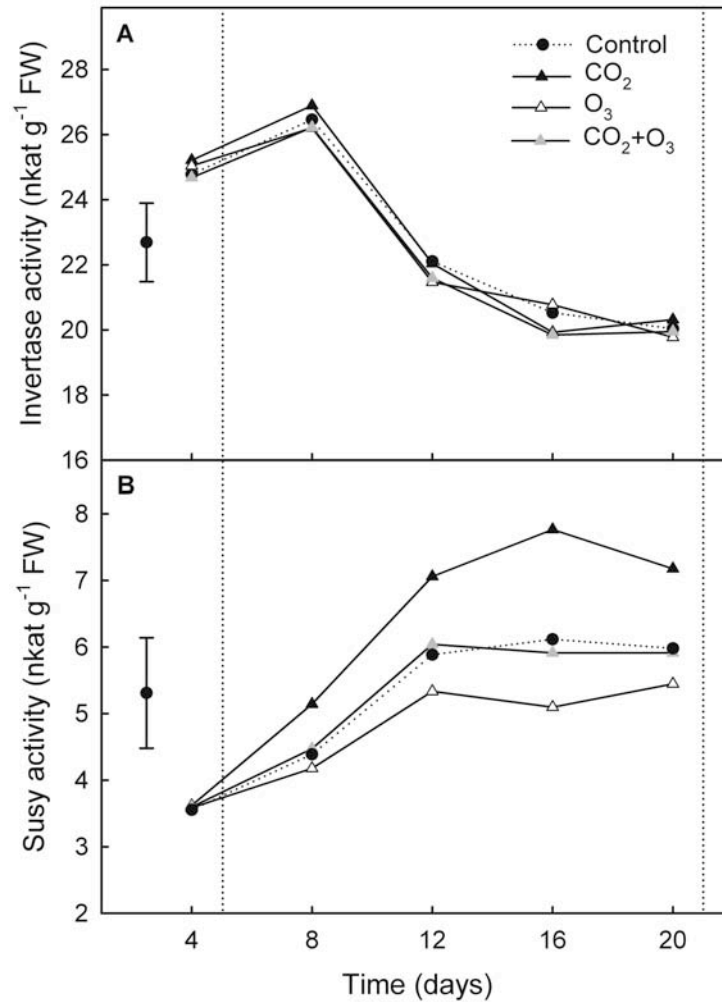 A
Control
CO₂
O₃
CO₂+O₃
Invertase activity (nkat g⁻¹ FW)
28
26
24
22
20
18
16
B
Susy activity (nkat g⁻¹ FW)
8
7
6
5
4
3
2
4 8 12 16 20
Time (days)